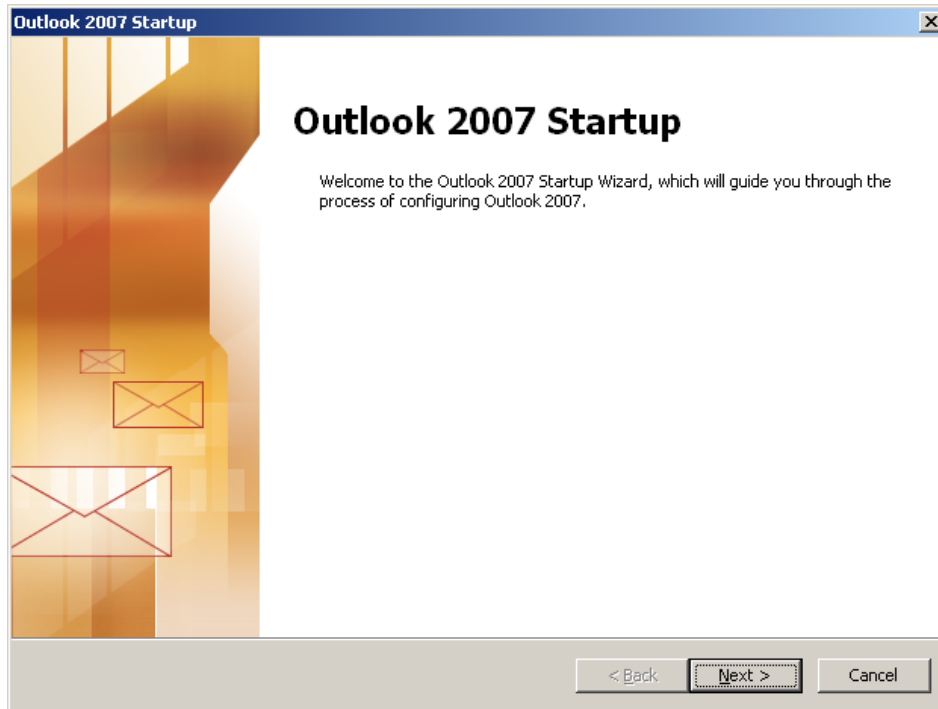 Outlook 2007 Startup
Outlook 2007 Startup
Welcome to the Outlook 2007 Startup Wizard, which will guide you through the
process of configuring Outlook 2007.
< Back
Next >
Cancel